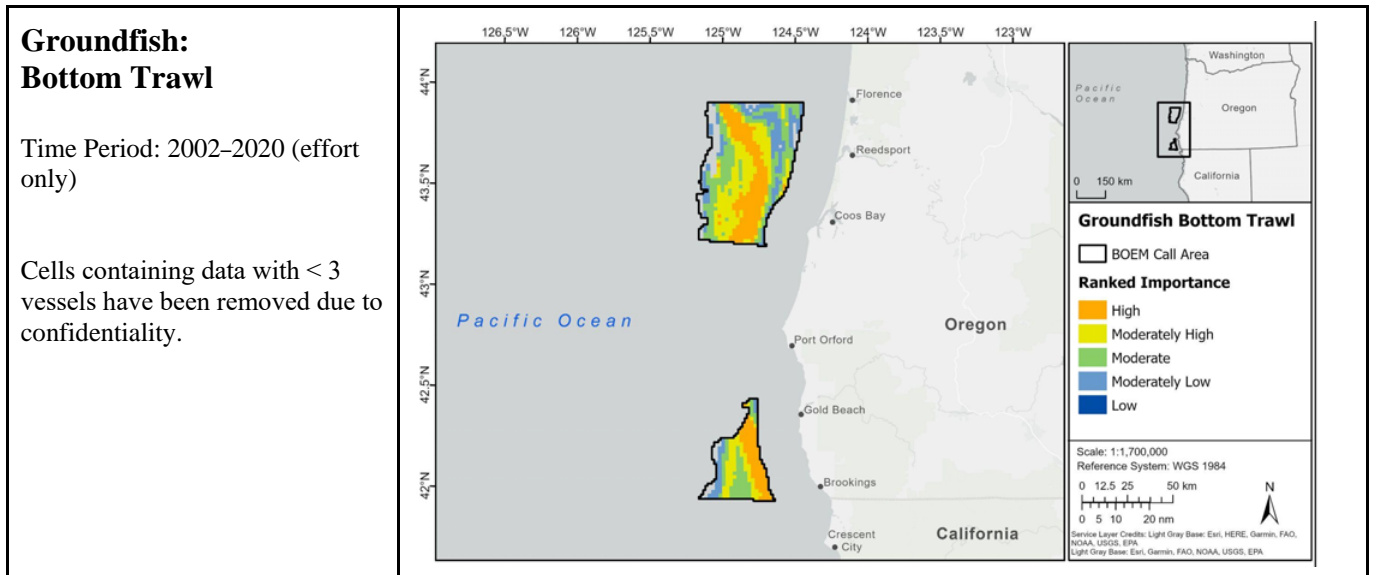 Groundfish:
Bottom Trawl
Time Period: 2002–2020 (effort
only)
Cells containing data with < 3
vessels have been removed due to
confidentiality.
126.5°W 126°W 125.5°W 125°W 124.5°W 124°W 123.5°W 123°W
44°N
43.5°N
43°N
42.5°N
42°N
Florence
Reedsport
Coos Bay
Pacific Ocean
Oregon
Port Orford
Gold Beach
Brookings
Crescent
City
California
Washington
Pacific
Ocean
Oregon
California
0 150 km
Groundfish Bottom Trawl
BOEM Call Area
Ranked Importance
High
Moderately High
Moderate
Moderately Low
Low
Scale: 1:1,700,000
Reference System: WGS 1984
0 12.5 25 50 km
0 5 10 20 nm
N
Service Layer Credits: Light Gray Base: Esri, HERE, Garmin, FAO,
NOAA, USGS, EPA
Light Gray Base: Esri, Garmin, FAO, NOAA, USGS, EPA